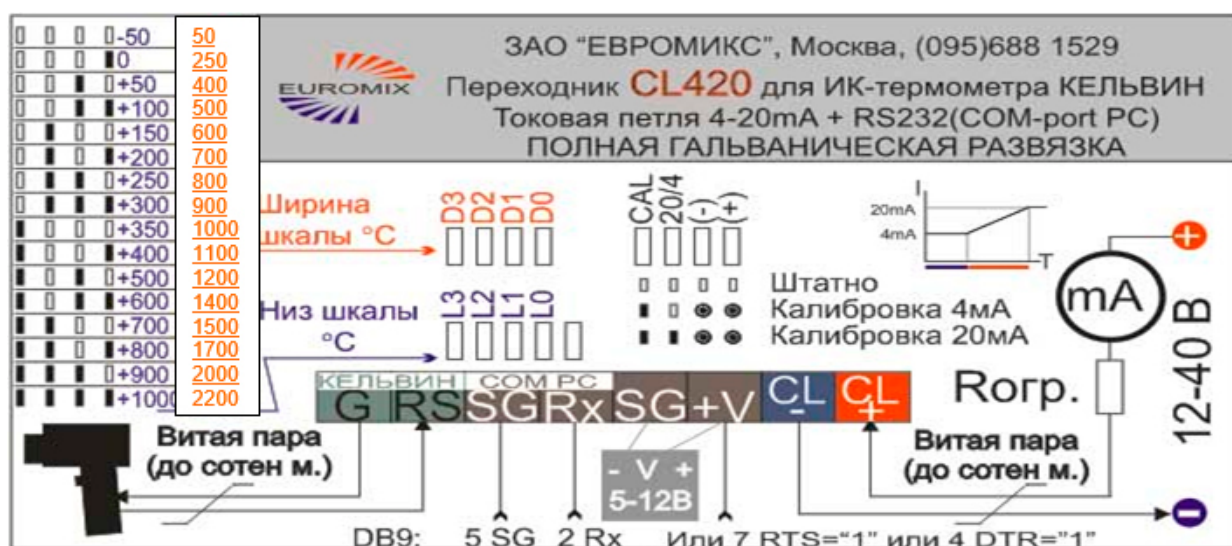 -50 50
0 250
+50 400
+100 500
+150 600
+200 700
+250 800
+300 900
+350 1000
+400 1100
+500 1200
+600 1400
+700 1500
+800 1700
+900 2000
+1000 2200
EUROMIX
ЗАО “ЕВРОМИКС”, Москва, (095)688 1529
Переходник CL420 для ИК-термометра КЕЛЬВИН
Токовая петля 4-20mA + RS232(COM-port PC)
ПОЛНАЯ ГАЛЬВАНИЧЕСКАЯ РАЗВЯЗКА
Ширина
шкалы °C
D3 D2 D1 D0
CAL 20/4 (-) (+)
I
20mA
4mA
T
Штатно
Калибровка 4мА
Калибровка 20мА
Низ шкалы
°C
L3 L2 L1 L0
+
mA
Rогр.
12-40 В
КЕЛЬВИН COM PC
G RS SG Rx SG +V CL - CL +
Витая пара
(до сотен м.)
- V +
5-12В
Витая пара
(до сотен м.)
DB9: 5 SG 2 Rx Или 7 RTS=“1” или 4 DTR=”1”